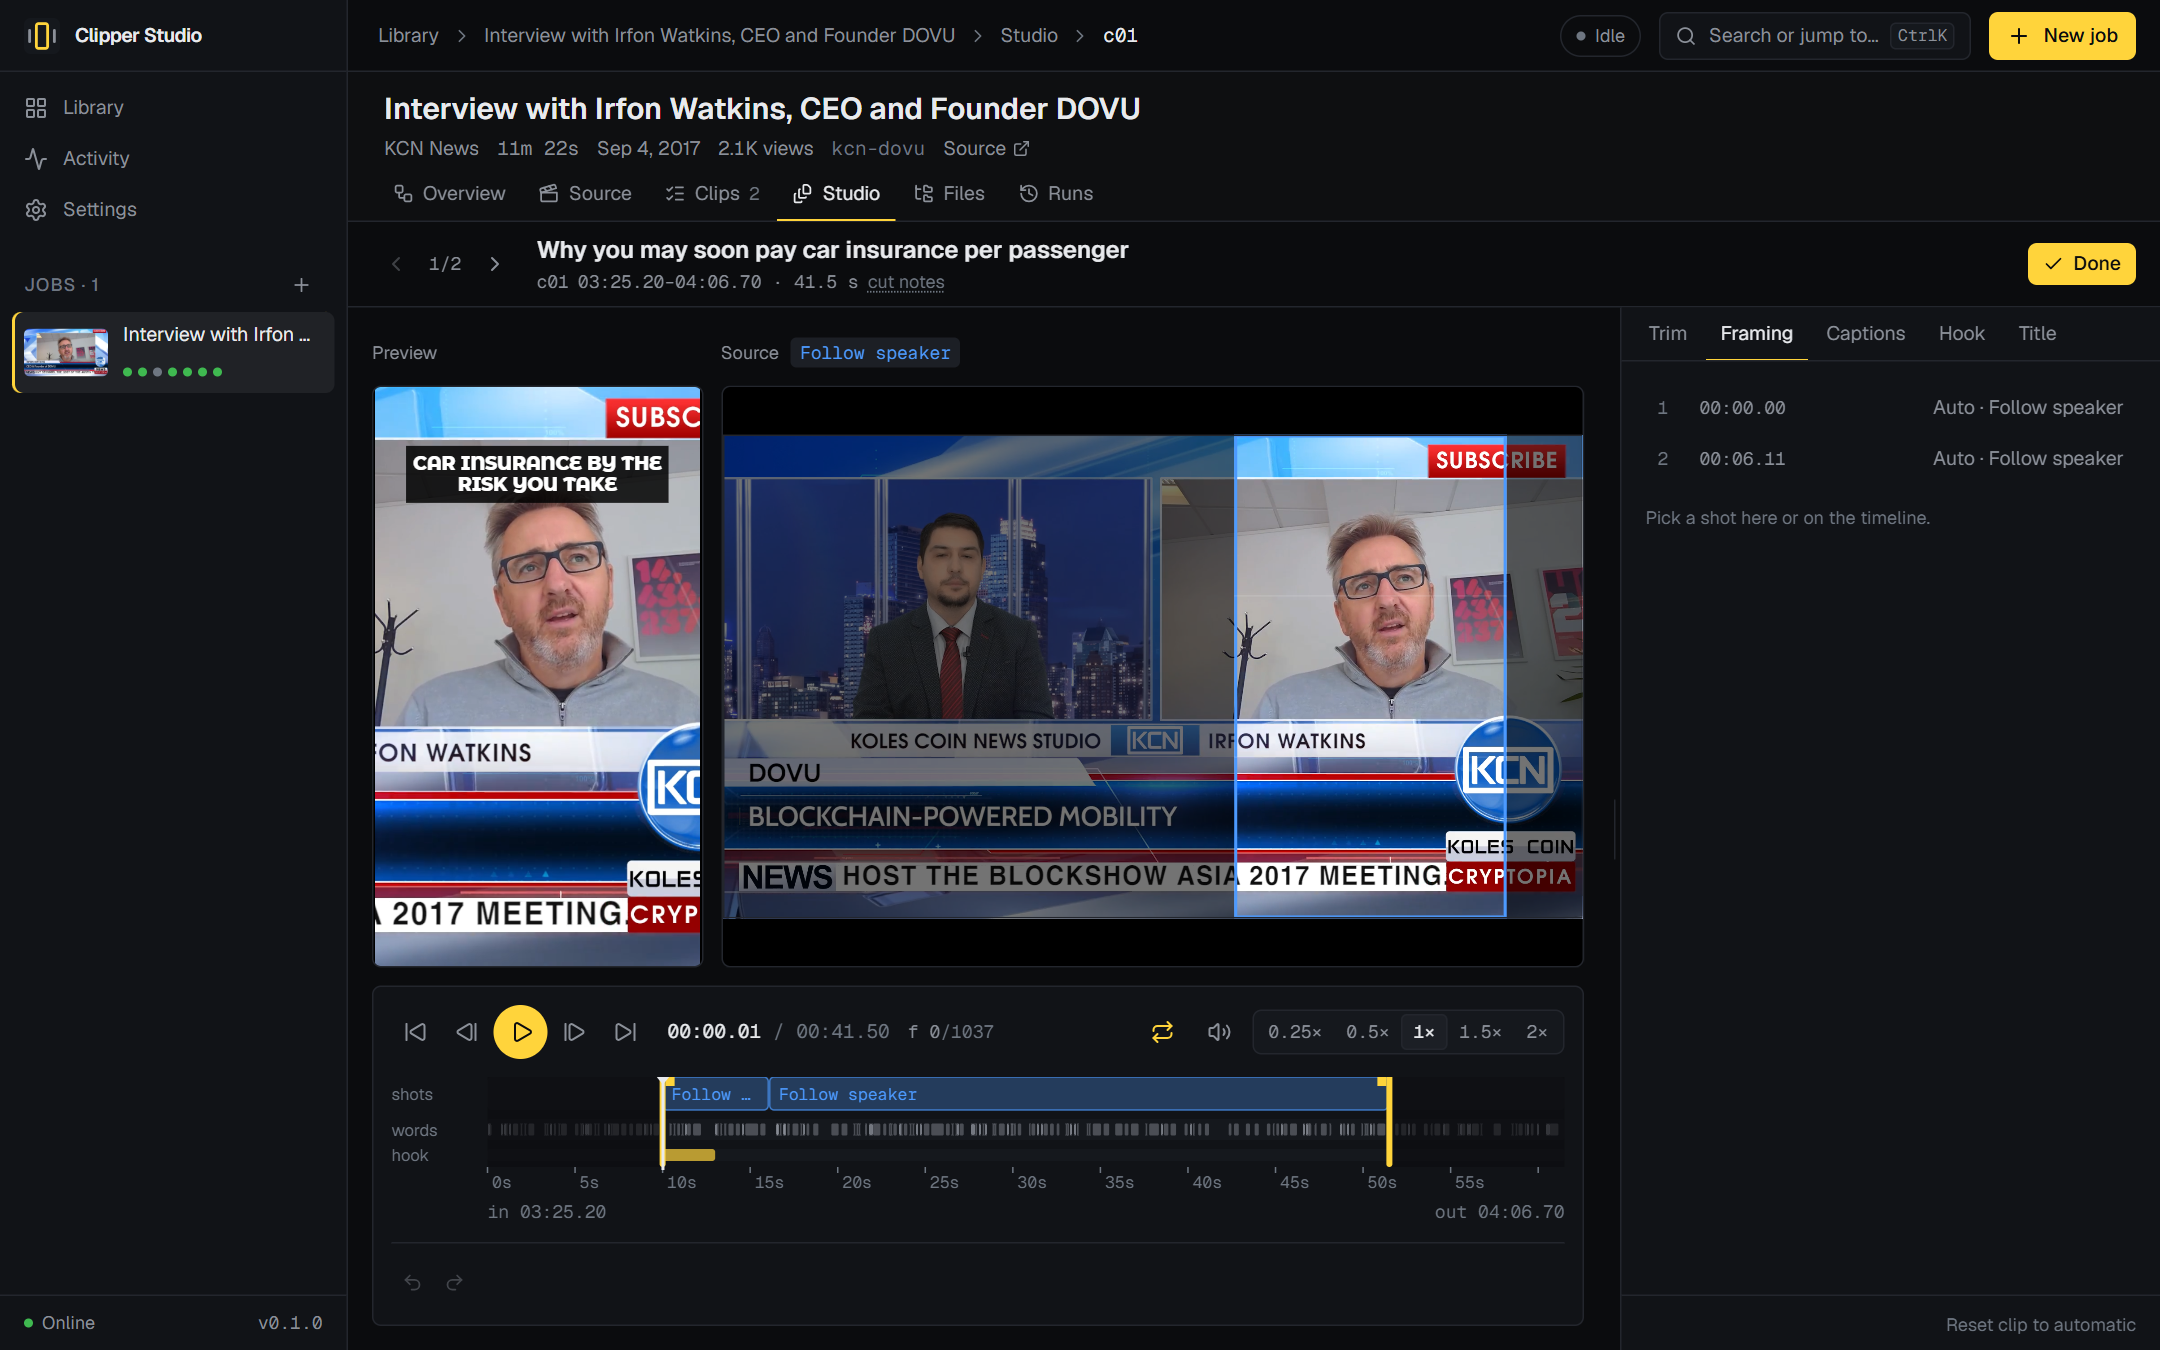 Clipper Studio
Library
Interview with Irfon Watkins, CEO and Founder DOVU
Studio
c01
Idle
Search or jump to...
CtrlK
New job
Library
Activity
Settings
JOBS · 1
Interview with Irfon ...
Online
v0.1.0
Interview with Irfon Watkins, CEO and Founder DOVU
KCN News 11m 22s Sep 4, 2017 2.1K views kcn-dovu Source
Overview
Source
Clips 2
Studio
Files
Runs
1/2
Why you may soon pay car insurance per passenger
c01 03:25.20–04:06.70 · 41.5 s cut notes
Done
Preview
SUBSC
CAR INSURANCE BY THE
RISK YOU TAKE
FON WATKINS
KC
KOLES
A 2017 MEETING.
CRYP
Source
Follow speaker
SUBSCRIBE
KOLES COIN NEWS STUDIO
KCN
IRFON WATKINS
KCN
DOVU
BLOCKCHAIN-POWERED MOBILITY
KOLES COIN
NEWS HOST THE BLOCKSHOW ASIA 2017 MEETING.
CRYPTOPIA
Trim
Framing
Captions
Hook
Title
1 00:00.00 Auto · Follow speaker
2 00:06.11 Auto · Follow speaker
Pick a shot here or on the timeline.
00:00.01 / 00:41.50 f 0/1037
0.25× 0.5× 1× 1.5× 2×
shots
Follow …
Follow speaker
words
hook
0s 5s 10s 15s 20s 25s 30s 35s 40s 45s 50s 55s
in 03:25.20
out 04:06.70
Reset clip to automatic